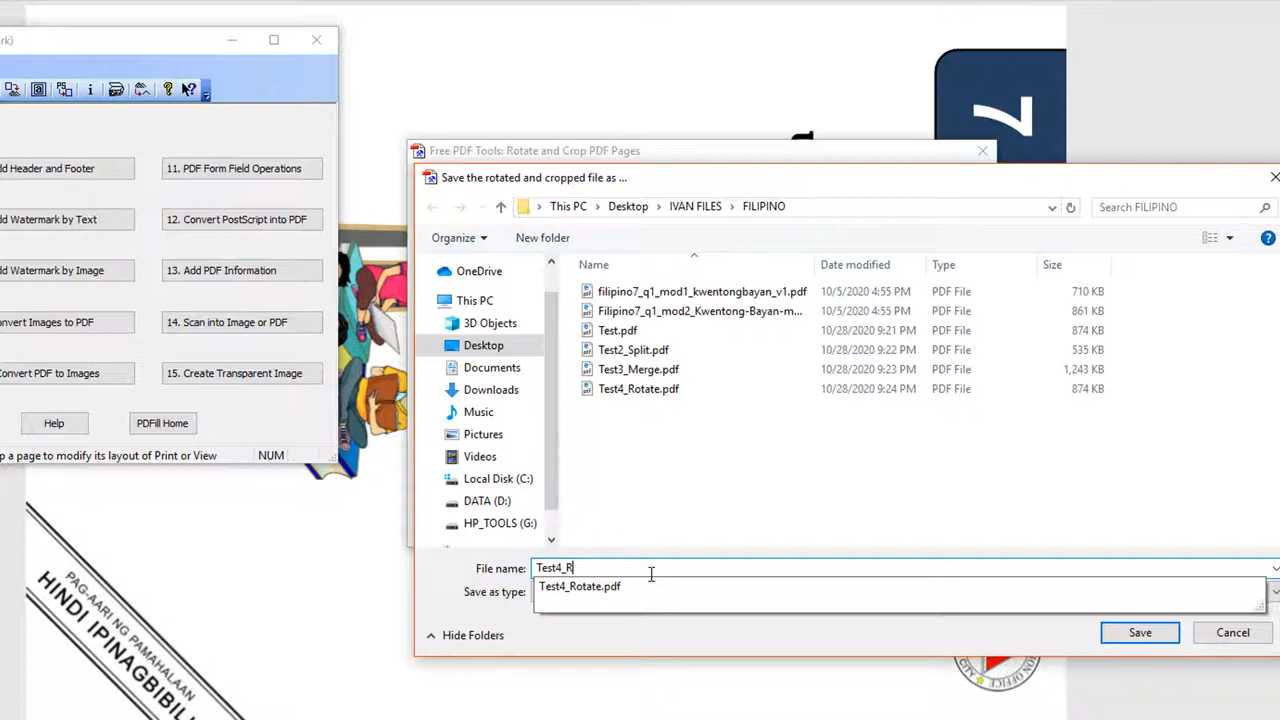 rk)
7
dd Header and Footer
11. PDF Form Field Operations
dd Watermark by Text
12. Convert PostScript into PDF
dd Watermark by Image
13. Add PDF Information
nvert Images to PDF
14. Scan into Image or PDF
Convert PDF to Images
15. Create Transparent Image
Help
PDFill Home
p a page to modify its layout of Print or View
NUM
Free PDF Tools: Rotate and Crop PDF Pages
Save the rotated and cropped file as ...
This PC > Desktop > IVAN FILES > FILIPINO
Search FILIPINO
Organize
New folder
OneDrive
This PC
3D Objects
Desktop
Documents
Downloads
Music
Pictures
Videos
Local Disk (C:)
DATA (D:)
HP_TOOLS (G:)
Name Date modified Type Size
filipino7_q1_mod1_kwentongbayan_v1.pdf 10/5/2020 4:55 PM PDF File 710 KB
Filipino7_q1_mod2_Kwentong-Bayan-m... 10/5/2020 4:55 PM PDF File 861 KB
Test.pdf 10/28/2020 9:21 PM PDF File 874 KB
Test2_Split.pdf 10/28/2020 9:22 PM PDF File 535 KB
Test3_Merge.pdf 10/28/2020 9:23 PM PDF File 1,243 KB
Test4_Rotate.pdf 10/28/2020 9:24 PM PDF File 874 KB
File name: Test4_R
Test4_Rotate.pdf
Save as type:
Hide Folders
Save
Cancel
PAG-AARI NG PAMAHALAAN
HINDI IPINAGBIBILI